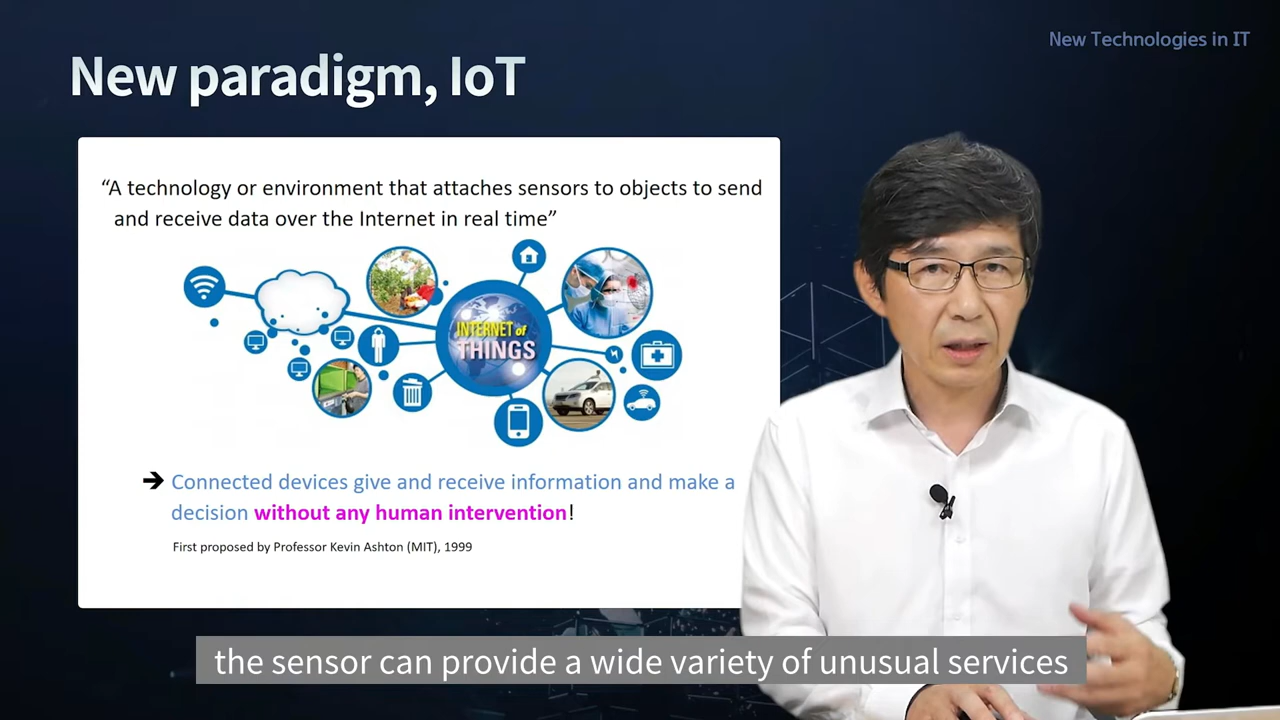 New Technologies in IT
New paradigm, IoT
“A technology or environment that attaches sensors to objects to send
and receive data over the Internet in real time”
INTERNET of
THINGS
➔ Connected devices give and receive information and make a
decision without any human intervention!
First proposed by Professor Kevin Ashton (MIT), 1999
the sensor can provide a wide variety of unusual services